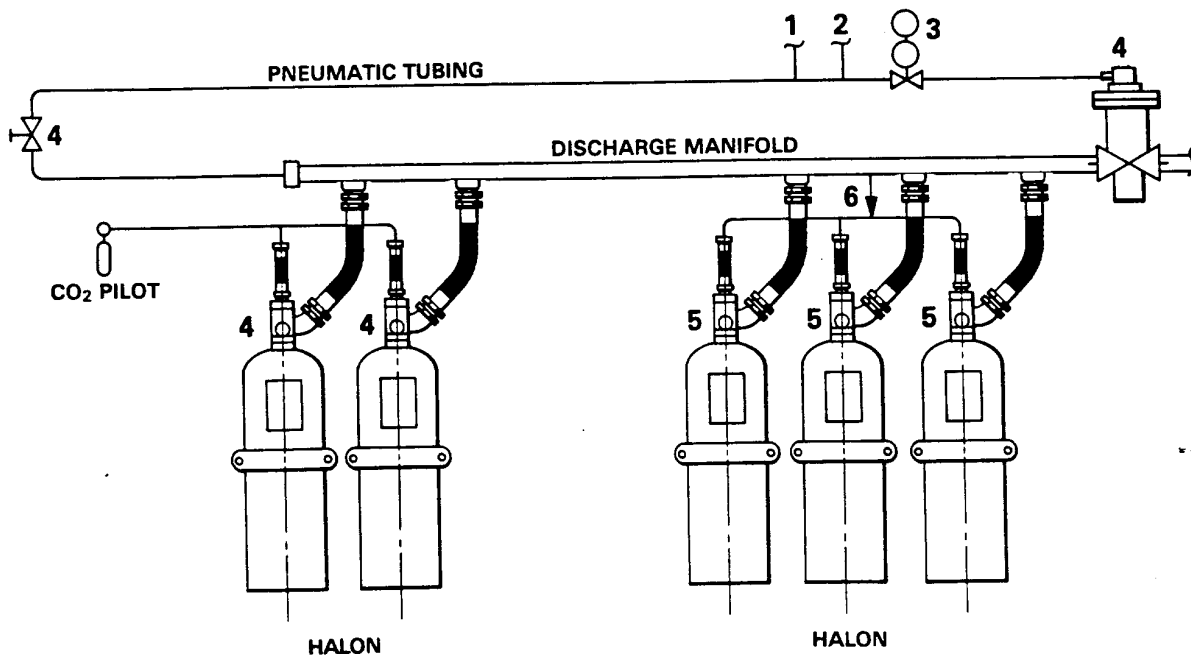 1 2 3
4
PNEUMATIC TUBING
4
DISCHARGE MANIFOLD
6
CO₂ PILOT
4 4 5 5 5
HALON HALON